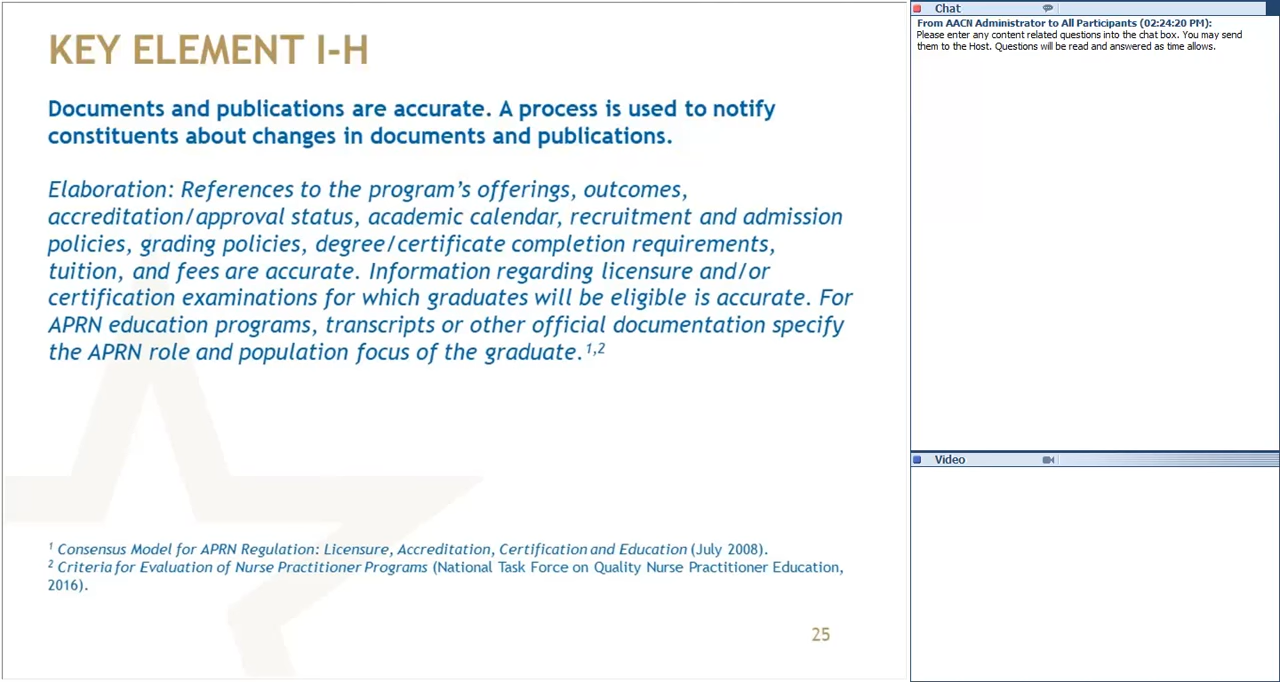 KEY ELEMENT I-H
Documents and publications are accurate. A process is used to notify
constituents about changes in documents and publications.
Elaboration: References to the program's offerings, outcomes,
accreditation/approval status, academic calendar, recruitment and admission
policies, grading policies, degree/certificate completion requirements,
tuition, and fees are accurate. Information regarding licensure and/or
certification examinations for which graduates will be eligible is accurate. For
APRN education programs, transcripts or other official documentation specify
the APRN role and population focus of the graduate.1,2
1 Consensus Model for APRN Regulation: Licensure, Accreditation, Certification and Education (July 2008).
2 Criteria for Evaluation of Nurse Practitioner Programs (National Task Force on Quality Nurse Practitioner Education,
2016).
25
Chat
From AACN Administrator to All Participants (02:24:20 PM):
Please enter any content related questions into the chat box. You may send
them to the Host. Questions will be read and answered as time allows.
Video